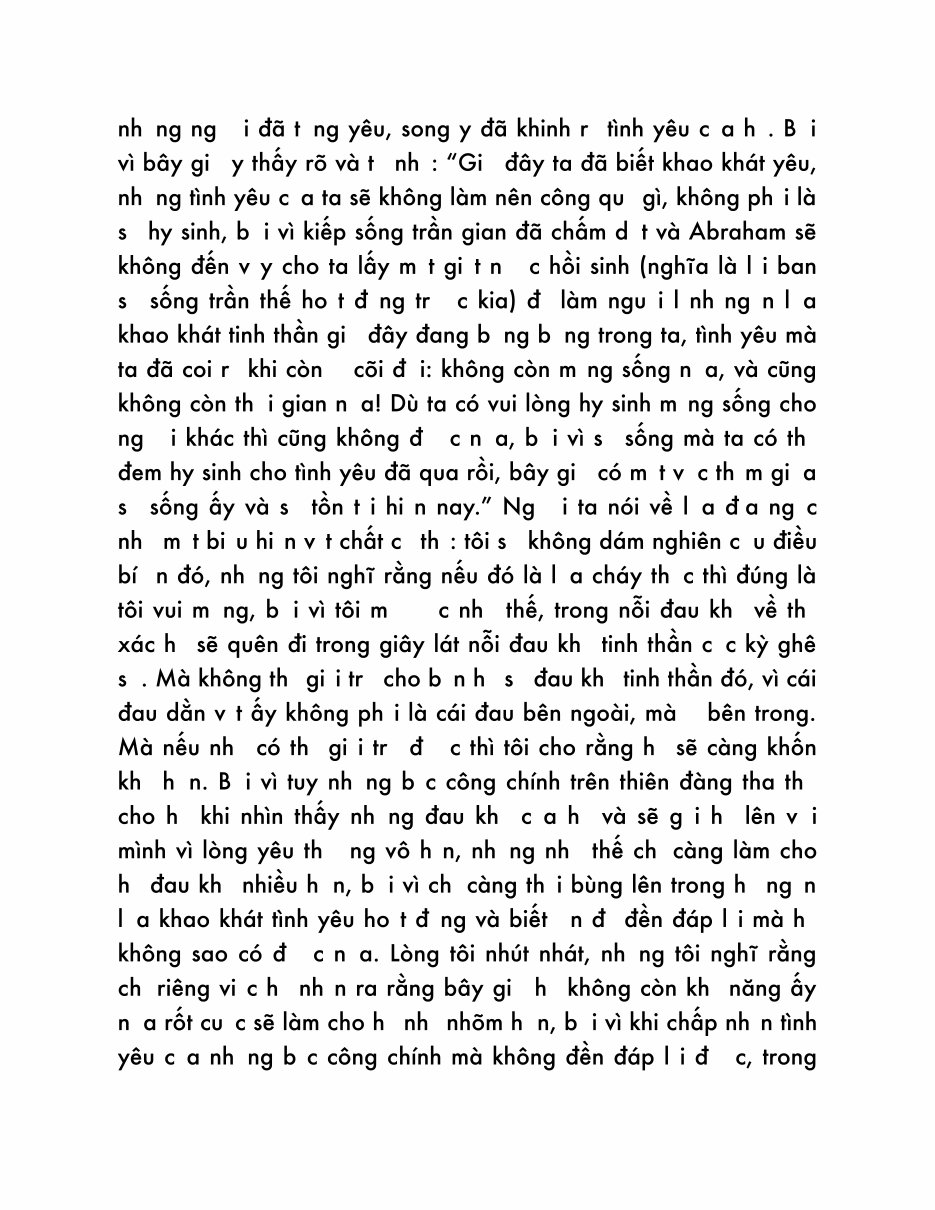 nh ng ng i đã t ng yêu, song y đã khinh r tình yêu c a h . B i
vì bây gi y thấy rõ và t nh : “Gi đây ta đã biết khao khát yêu,
nh ng tình yêu c a ta sẽ không làm nên công qu gì, không ph i là
s hy sinh, b i vì kiếp sống trần gian đã chấm d t và Abraham sẽ
không đến v y cho ta lấy m t gi t n c hồi sinh (nghĩa là l i ban
s sống trần thế ho t đ ng tr c kia) đ làm ngu i l nh ng n l a
khao khát tinh thần gi đây đang b ng b ng trong ta, tình yêu mà
ta đã coi r khi còn cõi đ i: không còn m ng sống n a, và cũng
không còn th i gian n a! Dù ta có vui lòng hy sinh m ng sống cho
ng i khác thì cũng không đ c n a, b i vì s sống mà ta có th
đem hy sinh cho tình yêu đã qua rồi, bây gi có m t v c th m gi a
s sống ấy và s tồn t i hi n nay.” Ng i ta nói về l a đ a ng c
nh m t bi u hi n v t chất c th : tôi s không dám nghiên c u điều
bí n đó, nh ng tôi nghĩ rằng nếu đó là l a cháy th c thì đúng là
tôi vui m ng, b i vì tôi m c nh thế, trong nỗi đau kh về th
xác h sẽ quên đi trong giây lát nỗi đau kh tinh thần c c kỳ ghê
s . Mà không th gi i tr cho b n h s đau kh tinh thần đó, vì cái
đau dằn v t ấy không ph i là cái đau bên ngoài, mà bên trong.
Mà nếu nh có th gi i tr đ c thì tôi cho rằng h sẽ càng khốn
kh h n. B i vì tuy nh ng b c công chính trên thiên đàng tha th
cho h khi nhìn thấy nh ng đau kh c a h và sẽ g i h lên v i
mình vì lòng yêu th ng vô h n, nh ng nh thế ch càng làm cho
h đau kh nhiều h n, b i vì ch càng th i bùng lên trong h ng n
l a khao khát tình yêu ho t đ ng và biết n đ đền đáp l i mà h
không sao có đ c n a. Lòng tôi nhút nhát, nh ng tôi nghĩ rằng
ch riêng vi c h nh n ra rằng bây gi h không còn kh năng ấy
n a rốt cu c sẽ làm cho h nh nhõm h n, b i vì khi chấp nh n tình
yêu c a nh ng b c công chính mà không đền đáp l i đ c, trong